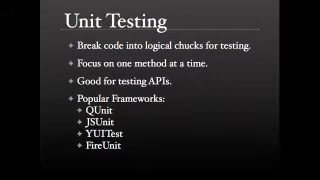 Unit Testing
Break code into logical chucks for testing.
Focus on one method at a time.
Good for testing APIs.
Popular Frameworks:
QUnit
JSUnit
YUITest
FireUnit